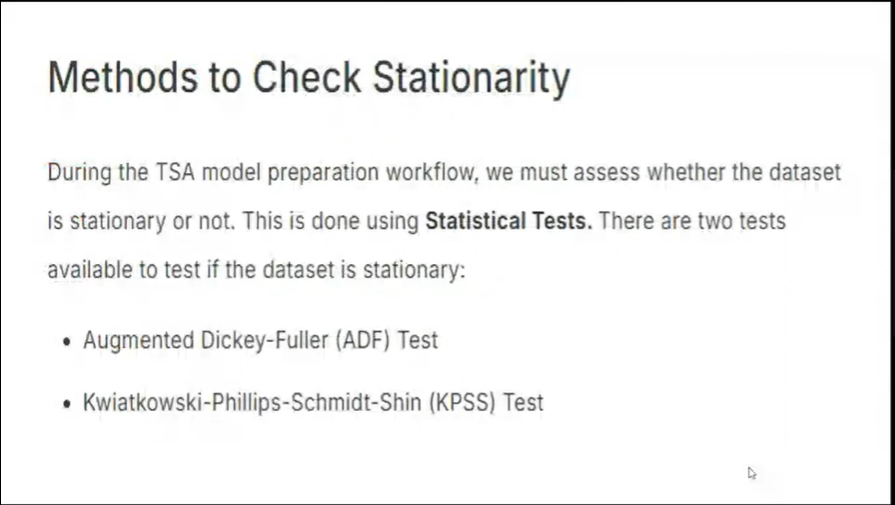 Methods to Check Stationarity
During the TSA model preparation workflow, we must assess whether the dataset
is stationary or not. This is done using Statistical Tests. There are two tests
available to test if the dataset is stationary:
• Augmented Dickey-Fuller (ADF) Test
• Kwiatkowski-Phillips-Schmidt-Shin (KPSS) Test